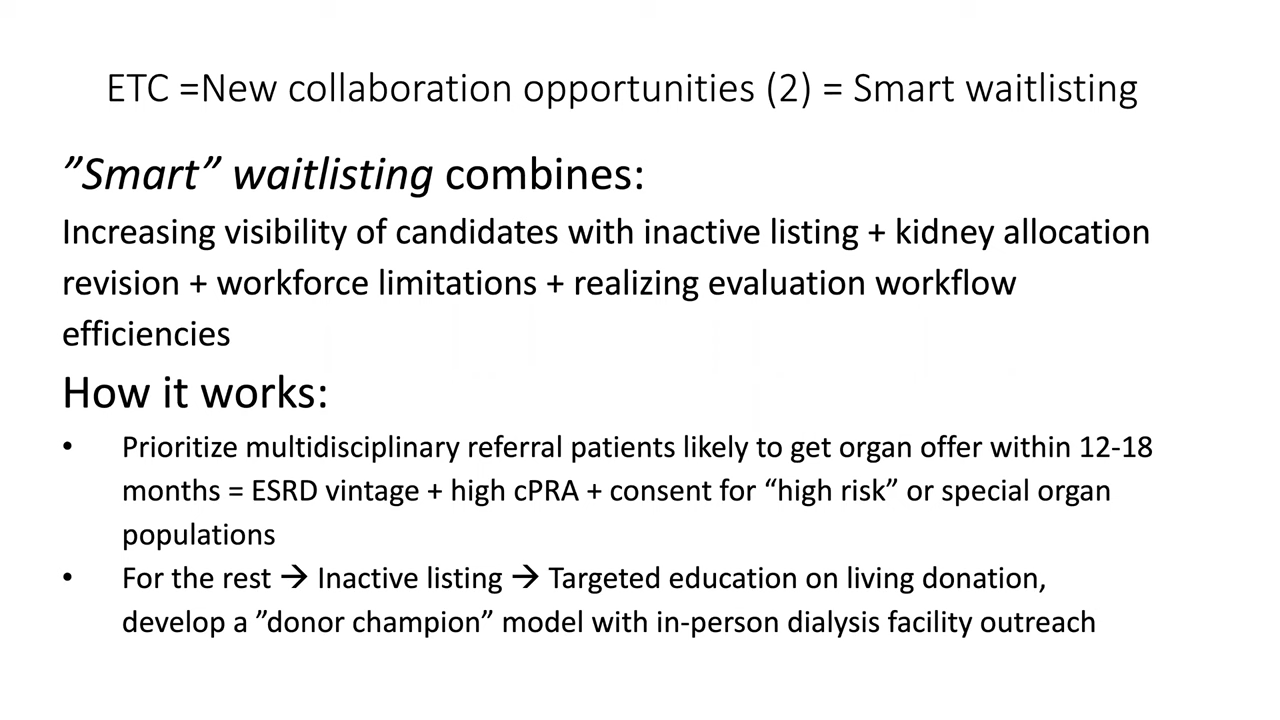 ETC =New collaboration opportunities (2) = Smart waitlisting
”Smart” waitlisting combines:
Increasing visibility of candidates with inactive listing + kidney allocation
revision + workforce limitations + realizing evaluation workflow
efficiencies
How it works:
• Prioritize multidisciplinary referral patients likely to get organ offer within 12-18
months = ESRD vintage + high cPRA + consent for “high risk” or special organ
populations
• For the rest → Inactive listing → Targeted education on living donation,
develop a ”donor champion” model with in-person dialysis facility outreach